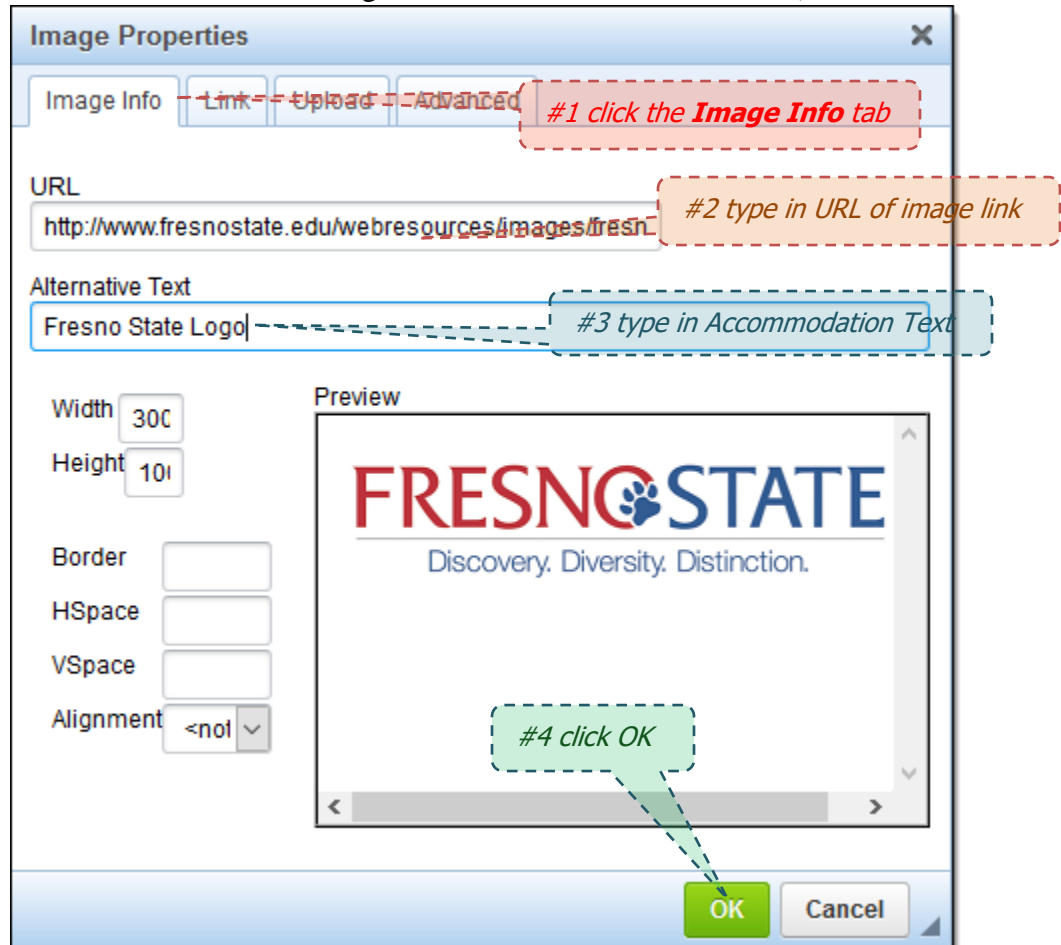 Image Properties
Image Info Link Upload Advanced
#1 click the Image Info tab
URL
#2 type in URL of image link
http://www.fresnostate.edu/webresources/images/fresn
Alternative Text
Fresno State Logo
#3 type in Accommodation Text
Width 300
Height 10
Preview
FRESNO STATE
Discovery. Diversity. Distinction.
Border
HSpace
VSpace
Alignment <not
#4 click OK
OK Cancel